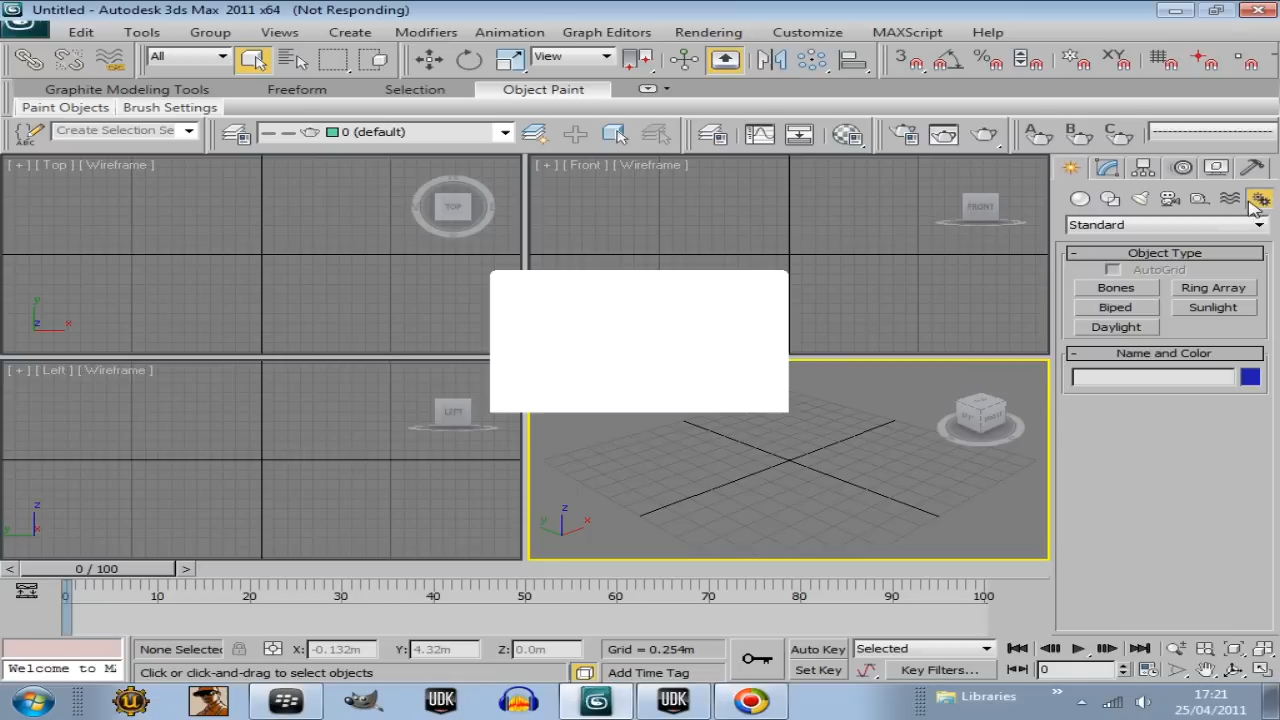 Untitled - Autodesk 3ds Max 2011 x64 (Not Responding)
Edit Tools Group Views Create Modifiers Animation Graph Editors Rendering Customize MAXScript Help
All View 3
Graphite Modeling Tools Freeform Selection Object Paint
Paint Objects Brush Settings
ABC Create Selection Se 0 (default) A B C
[ + ] [ Top ] [ Wireframe ]
TOP
[ + ] [ Front ] [ Wireframe ]
FRONT
Standard
- Object Type
AutoGrid
Bones Ring Array
Biped Sunlight
Daylight
- Name and Color
y
z x
[ + ] [ Left ] [ Wireframe ]
LEFT
z
y x
z
y x
< 0 / 100 >
0 10 20 30 40 50 60 70 80 90 100
None Selected X: -0.132m Y: 4.32m Z: 0.0m Grid = 0.254m Auto Key Selected
Welcome to MA Click or click-and-drag to select objects Add Time Tag Set Key Key Filters... 0
UDK UDK Libraries » 17:21
25/04/2011